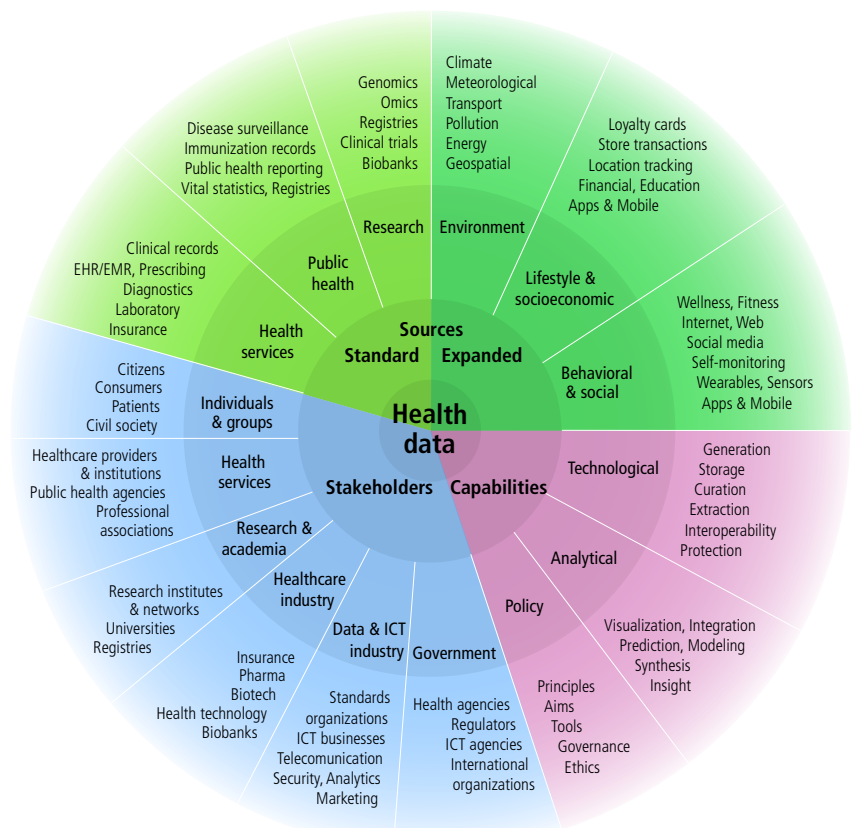 Health
data
Sources
Standard
Expanded
Stakeholders
Capabilities
Research
Genomics
Omics
Registries
Clinical trials
Biobanks
Environment
Climate
Meteorological
Transport
Pollution
Energy
Geospatial
Lifestyle &
socioeconomic
Loyalty cards
Store transactions
Location tracking
Financial, Education
Apps & Mobile
Behavioral
& social
Wellness, Fitness
Internet, Web
Social media
Self-monitoring
Wearables, Sensors
Apps & Mobile
Technological
Generation
Storage
Curation
Extraction
Interoperability
Protection
Analytical
Visualization, Integration
Prediction, Modeling
Synthesis
Insight
Policy
Principles
Aims
Tools
Governance
Ethics
Government
Health agencies
Regulators
ICT agencies
International
organizations
Data & ICT
industry
Standards
organizations
ICT businesses
Telecomunication
Security, Analytics
Marketing
Healthcare
industry
Insurance
Pharma
Biotech
Health technology
Biobanks
Research &
academia
Research institutes
& networks
Universities
Registries
Health
services
Healthcare providers
& institutions
Public health agencies
Professional
associations
Individuals
& groups
Citizens
Consumers
Patients
Civil society
Health
services
Clinical records
EHR/EMR, Prescribing
Diagnostics
Laboratory
Insurance
Public
health
Disease surveillance
Immunization records
Public health reporting
Vital statistics, Registries